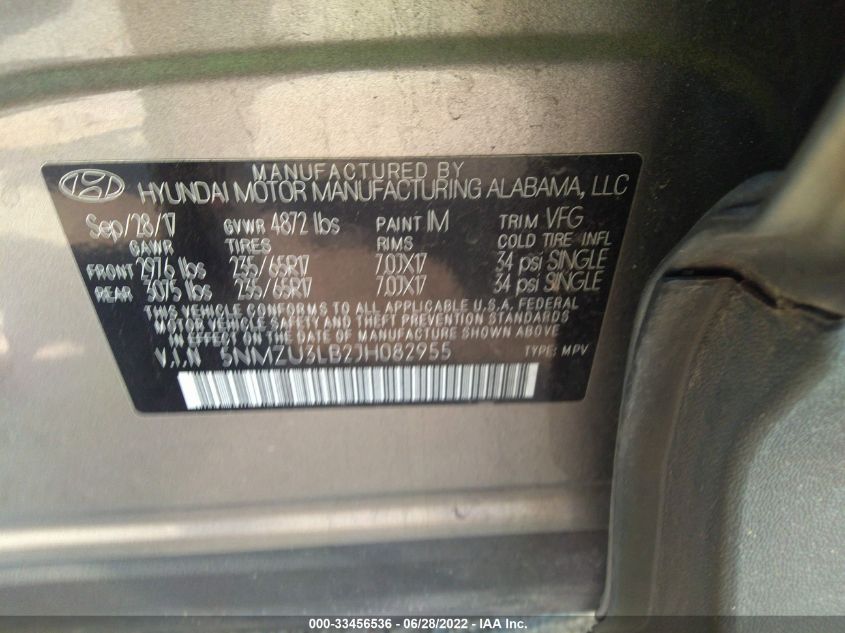 MANUFACTURED BY
HYUNDAI MOTOR MANUFACTURING ALABAMA, LLC
Sep/28/17 GVWR 4872 lbs PAINT IM TRIM VFG
GAWR TIRES RIMS COLD TIRE INFL
FRONT 2976 lbs 235/65R17 7.0JX17 34 psi SINGLE
REAR 3075 lbs 235/65R17 7.0JX17 34 psi SINGLE
THIS VEHICLE CONFORMS TO ALL APPLICABLE U.S.A. FEDERAL
MOTOR VEHICLE SAFETY AND THEFT PREVENTION STANDARDS
IN EFFECT ON THE DATE OF MANUFACTURE SHOWN ABOVE.
V.I.N 5NMZU3LB2JH082955 TYPE: MPV
000-33456536 - 06/28/2022 - IAA Inc.